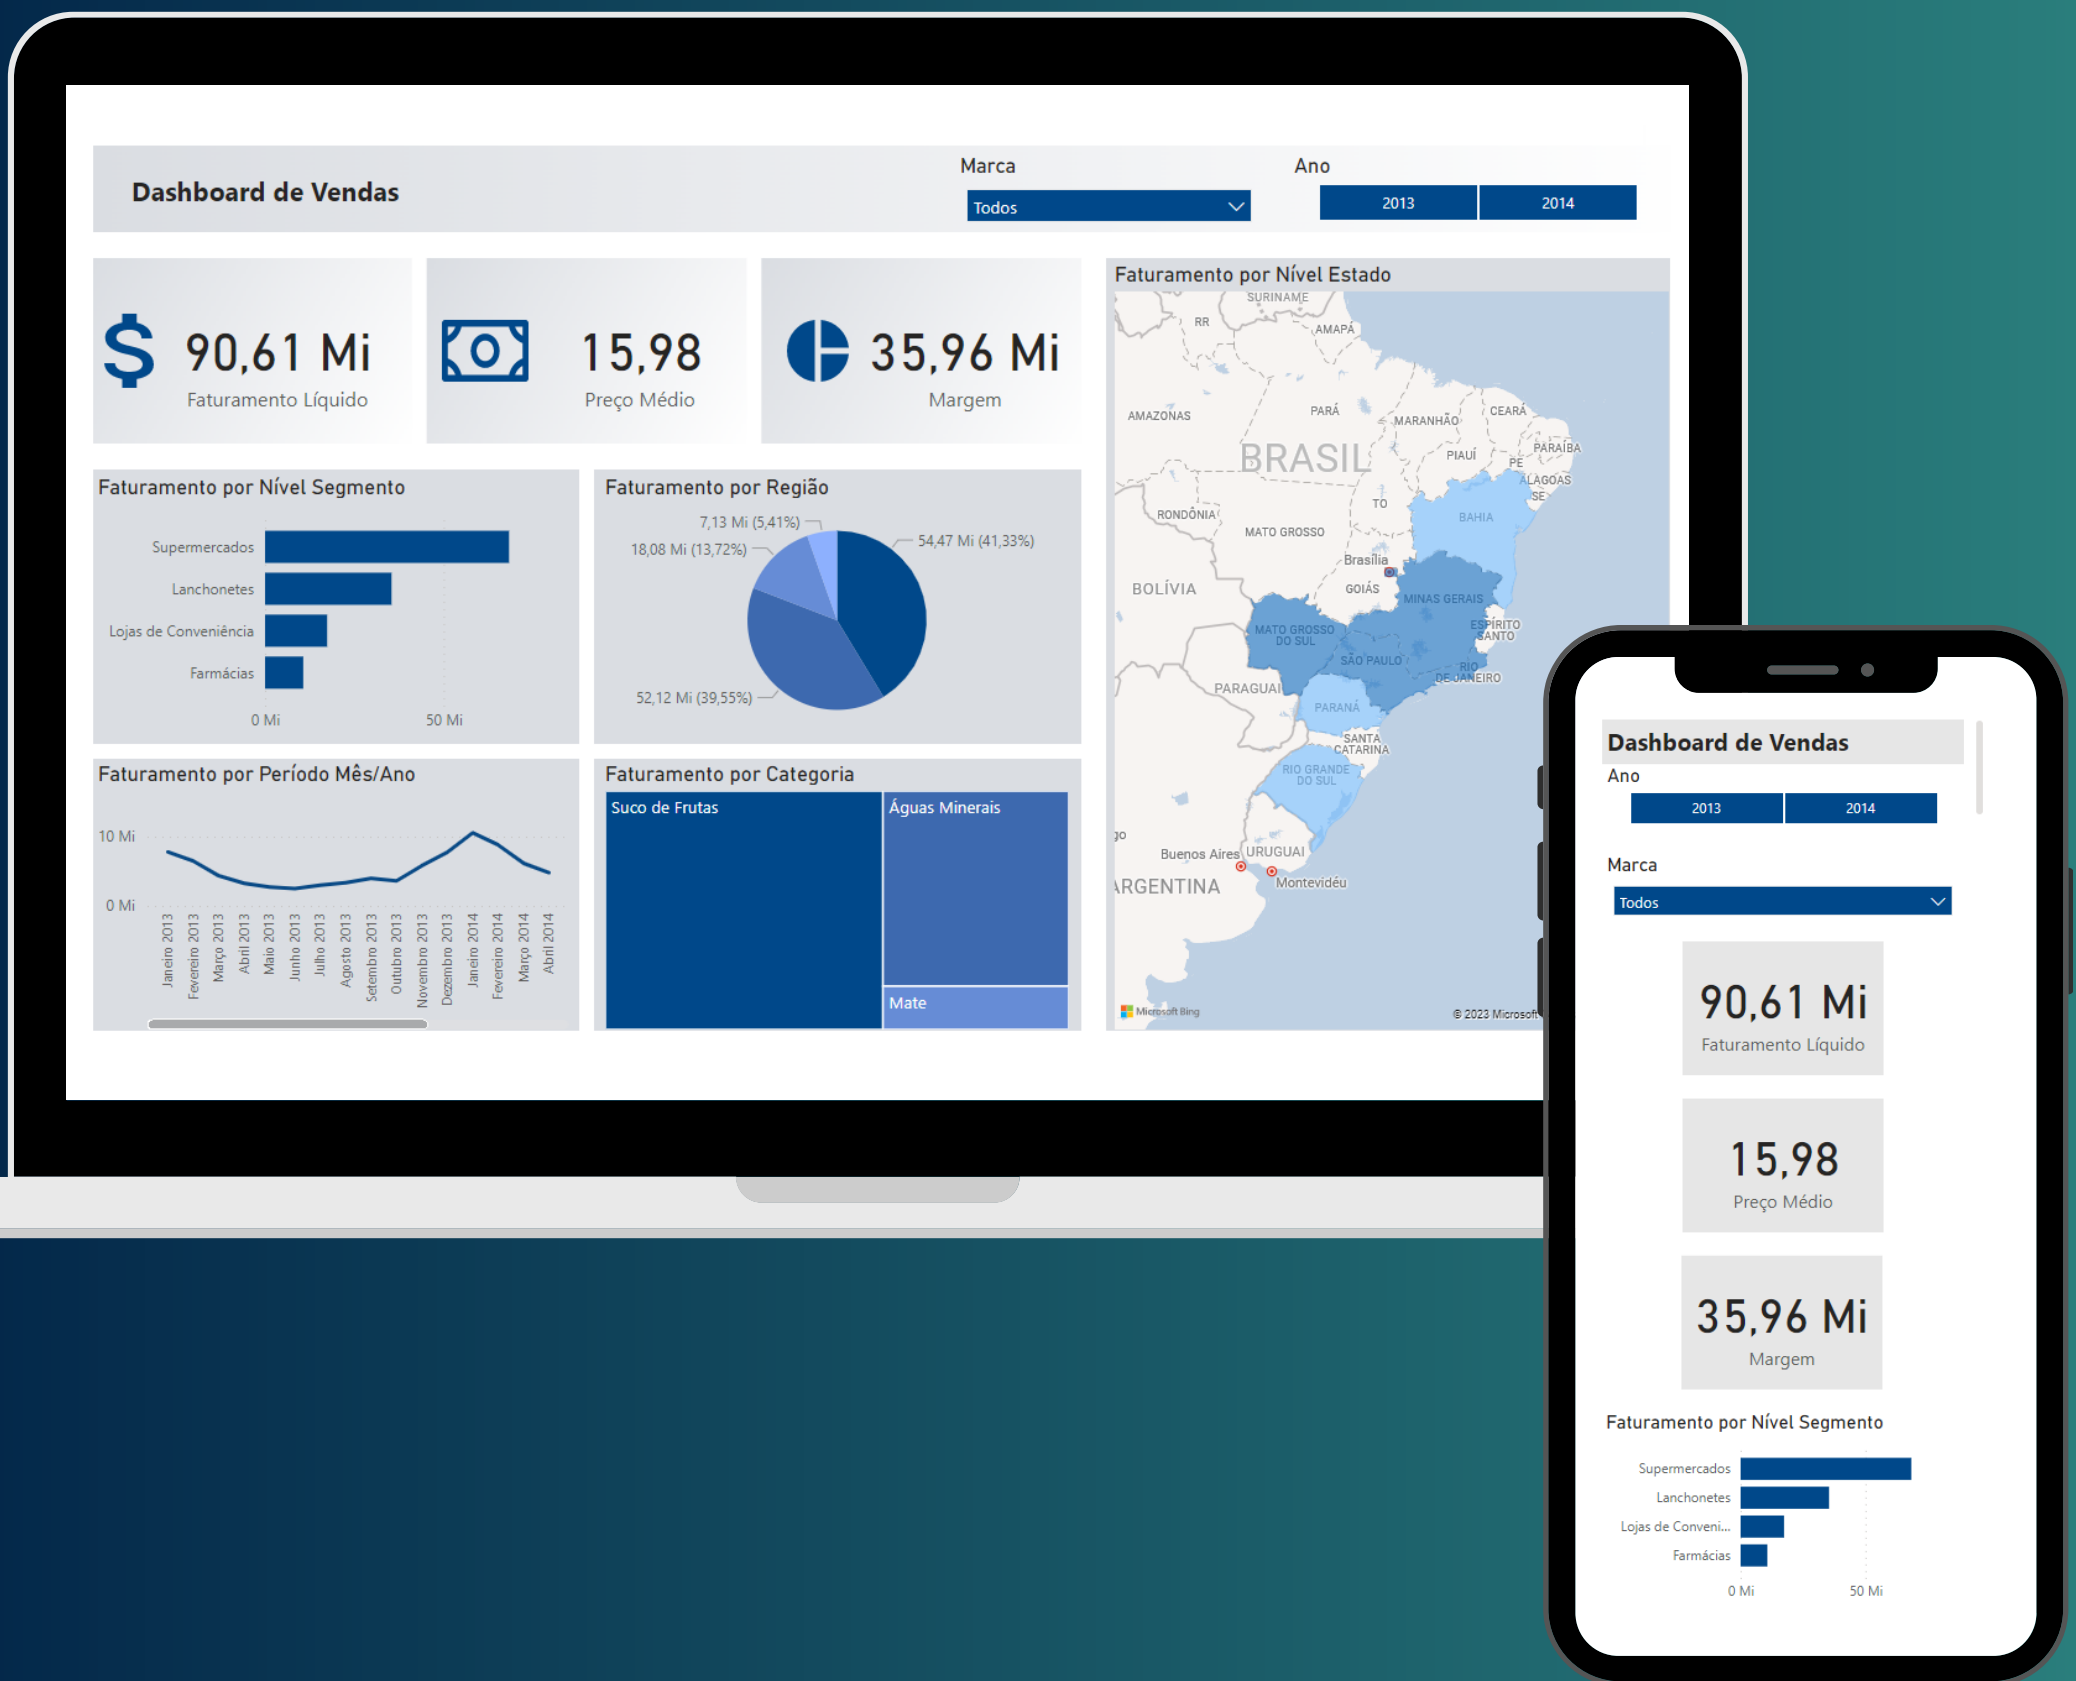 Dashboard de Vendas
Marca
Todos
Ano
2013
2014
90,61 Mi
Faturamento Líquido
15,98
Preço Médio
35,96 Mi
Margem
Faturamento por Nível Segmento
Supermercados
Lanchonetes
Lojas de Conveniência
Farmácias
0 Mi
50 Mi
Faturamento por Região
7,13 Mi (5,41%)
18,08 Mi (13,72%)
54,47 Mi (41,33%)
52,12 Mi (39,55%)
Faturamento por Período Mês/Ano
10 Mi
0 Mi
Janeiro 2013
Fevereiro 2013
Março 2013
Abril 2013
Maio 2013
Junho 2013
Julho 2013
Agosto 2013
Setembro 2013
Outubro 2013
Novembro 2013
Dezembro 2013
Janeiro 2014
Fevereiro 2014
Março 2014
Abril 2014
Faturamento por Categoria
Suco de Frutas
Águas Minerais
Mate
Faturamento por Nível Estado
SURINAME
RR
AMAPÁ
AMAZONAS
PARÁ
MARANHÃO
CEARÁ
BRASIL
PIAUÍ
PARAÍBA
PE
ALAGOAS
SE
TO
RONDÔNIA
MATO GROSSO
BAHIA
Brasília
BOLÍVIA
GOIÁS
MINAS GERAIS
MATO GROSSO
DO SUL
ESPÍRITO
SANTO
SÃO PAULO
RIO
DE JANEIRO
PARAGUAI
PARANÁ
SANTA
CATARINA
RIO GRANDE
DO SUL
go
Buenos Aires
URUGUAI
ARGENTINA
Montevidéu
Microsoft Bing
© 2023 Microsoft
Dashboard de Vendas
Ano
2013
2014
Marca
Todos
90,61 Mi
Faturamento Líquido
15,98
Preço Médio
35,96 Mi
Margem
Faturamento por Nível Segmento
Supermercados
Lanchonetes
Lojas de Conveni...
Farmácias
0 Mi
50 Mi